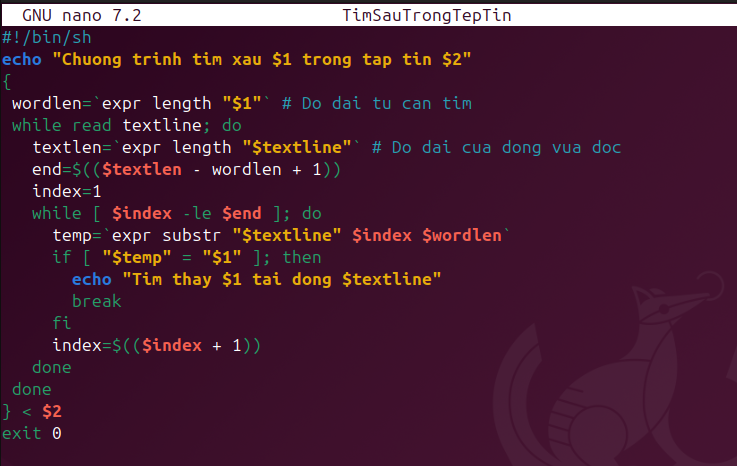 GNU nano 7.2 TimSauTrongTepTin
#!/bin/sh
echo "Chuong trinh tim xau $1 trong tap tin $2"
{
 wordlen=`expr length "$1"` # Do dai tu can tim
 while read textline; do
   textlen=`expr length "$textline"` # Do dai cua dong vua doc
   end=$(($textlen - wordlen + 1))
   index=1
   while [ $index -le $end ]; do
     temp=`expr substr "$textline" $index $wordlen`
     if [ "$temp" = "$1" ]; then
       echo "Tim thay $1 tai dong $textline"
       break
     fi
     index=$(($index + 1))
   done
 done
} < $2
exit 0